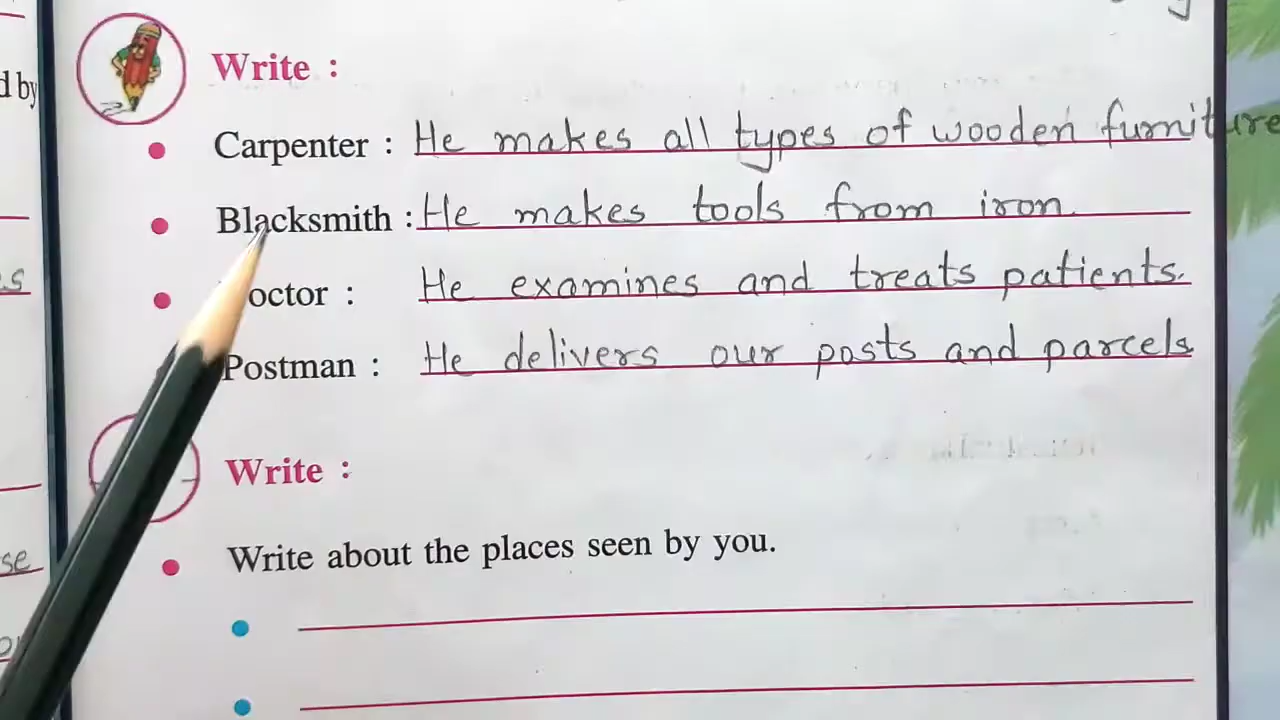 d by
Write :
Carpenter : He makes all types of wooden furniture
Blacksmith : He makes tools from iron.
octor : He examines and treats patients.
Postman : He delivers our posts and parcels
Write :
Write about the places seen by you.